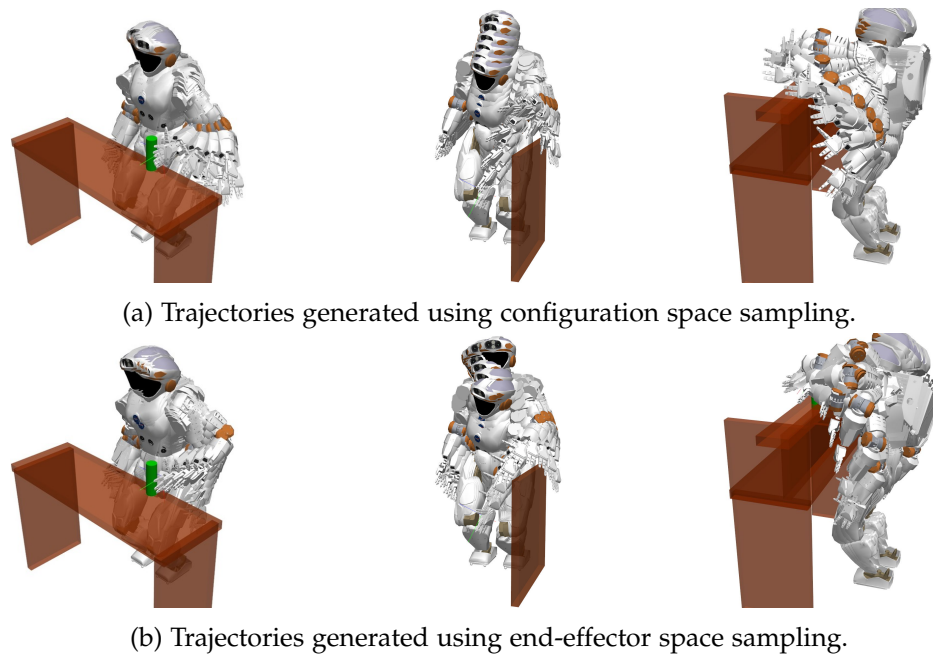 (a) Trajectories generated using configuration space sampling.
(b) Trajectories generated using end-effector space sampling.